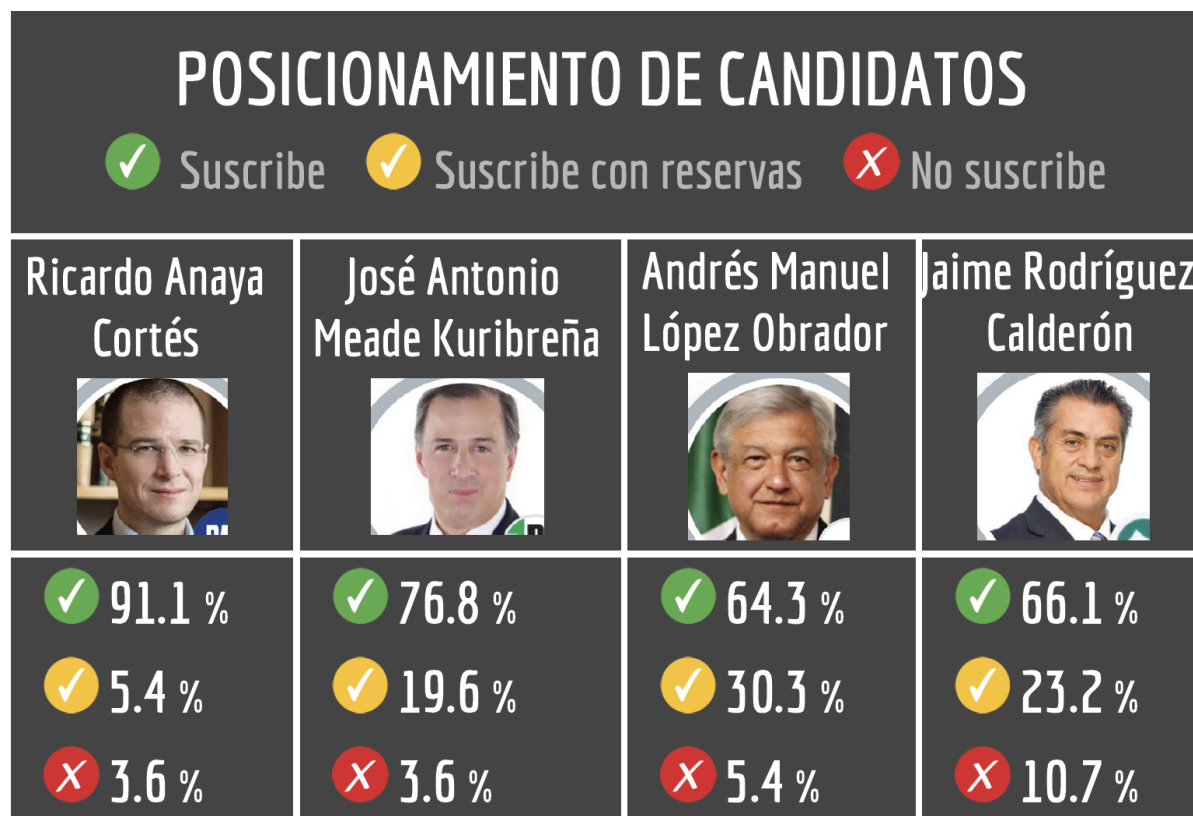 POSICIONAMIENTO DE CANDIDATOS
Suscribe Suscribe con reservas No suscribe
Ricardo Anaya
Cortés
José Antonio
Meade Kuribreña
Andrés Manuel
López Obrador
Jaime Rodríguez
Calderón
91.1 %
5.4 %
3.6 %
76.8 %
19.6 %
3.6 %
64.3 %
30.3 %
5.4 %
66.1 %
23.2 %
10.7 %